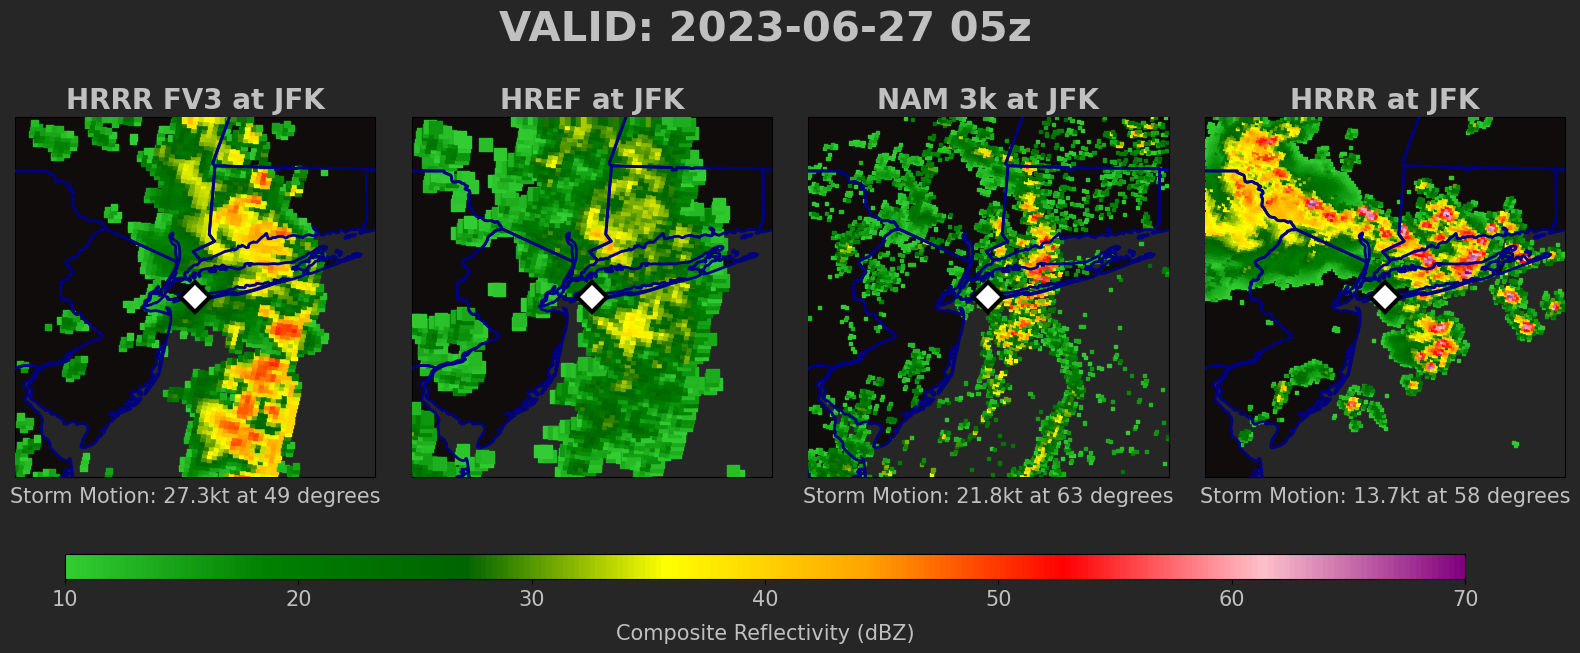 VALID: 2023-06-27 05z
HRRR FV3 at JFK
HREF at JFK
NAM 3k at JFK
HRRR at JFK
Storm Motion: 27.3kt at 49 degrees
Storm Motion: 21.8kt at 63 degrees
Storm Motion: 13.7kt at 58 degrees
10 20 30 40 50 60 70
Composite Reflectivity (dBZ)